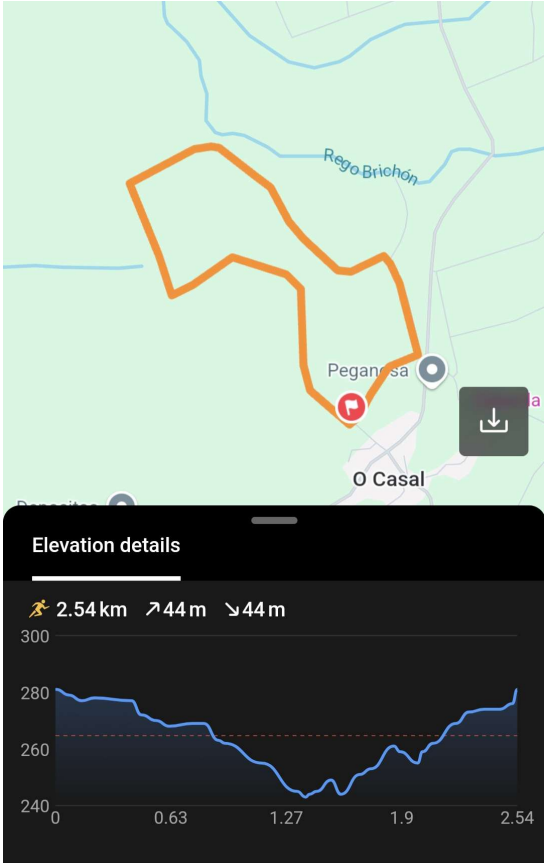 Rego Brichón
Peganosa
O Casal
Elevation details
2.54 km ↗44 m ↘44 m
300
280
260
240
0 0.63 1.27 1.9 2.54